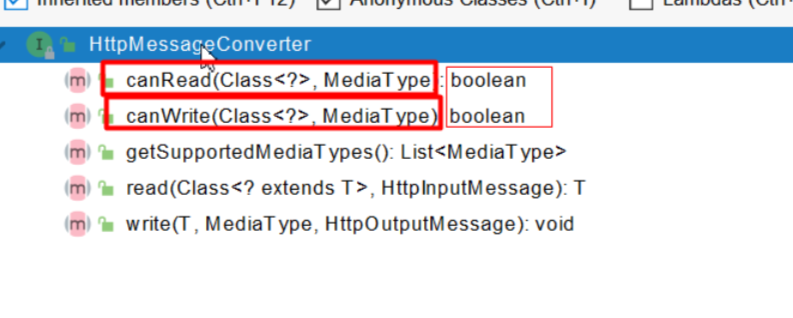 Inherited members (Ctrl+F12) Anonymous Classes (Ctrl+I) Lambdas (Ctrl+
I HttpMessageConverter
m canRead(Class<?>, MediaType): boolean
m canWrite(Class<?>, MediaType) boolean
m getSupportedMediaTypes(): List<MediaType>
m read(Class<? extends T>, HttpInputMessage): T
m write(T, MediaType, HttpOutputMessage): void